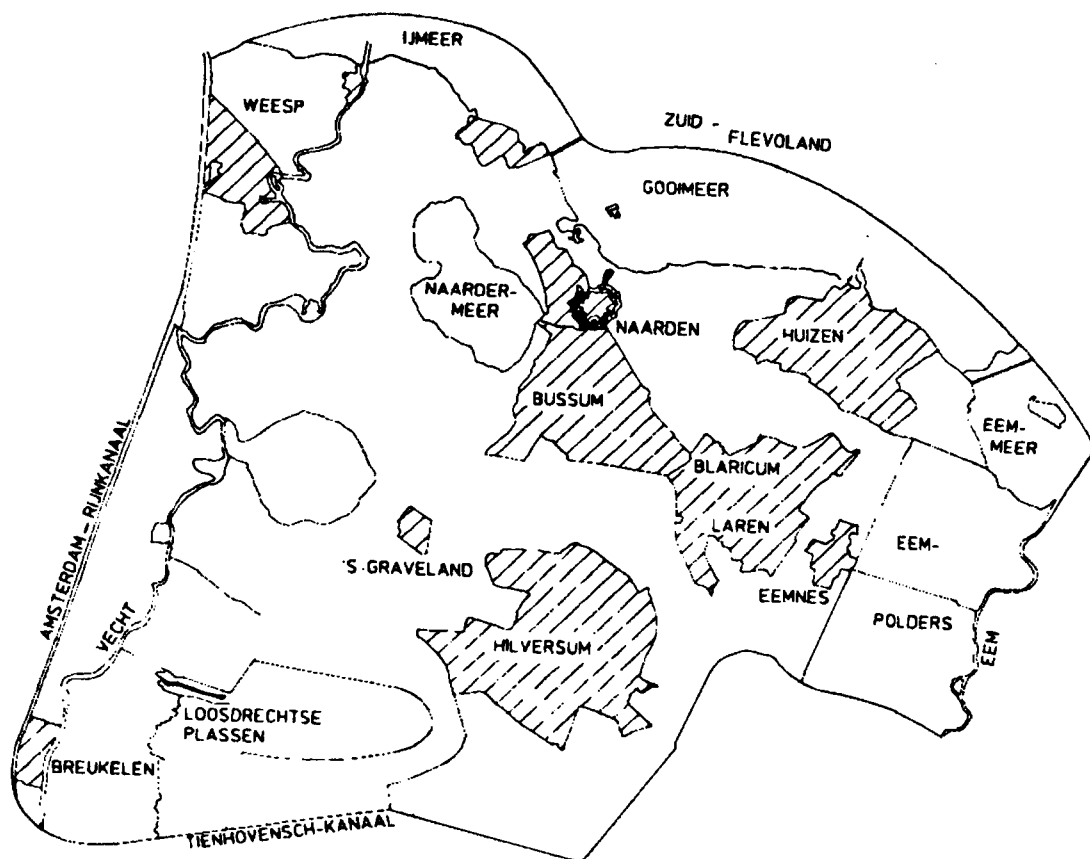 IJMEER
WEESP
ZUID -
FLEVOLAND
GOOIMEER
NAARDER-
MEER
NAARDEN
HUIZEN
BUSSUM
EEM-
MEER
BLARICUM
LAREN
EEM-
'S-GRAVELAND
EEMNES
POLDERS
AMSTERDAM - RIJNKANAAL
VECHT
HILVERSUM
EEM
LOOSDRECHTSE
PLASSEN
BREUKELEN
TIENHOVENSCH-KANAAL